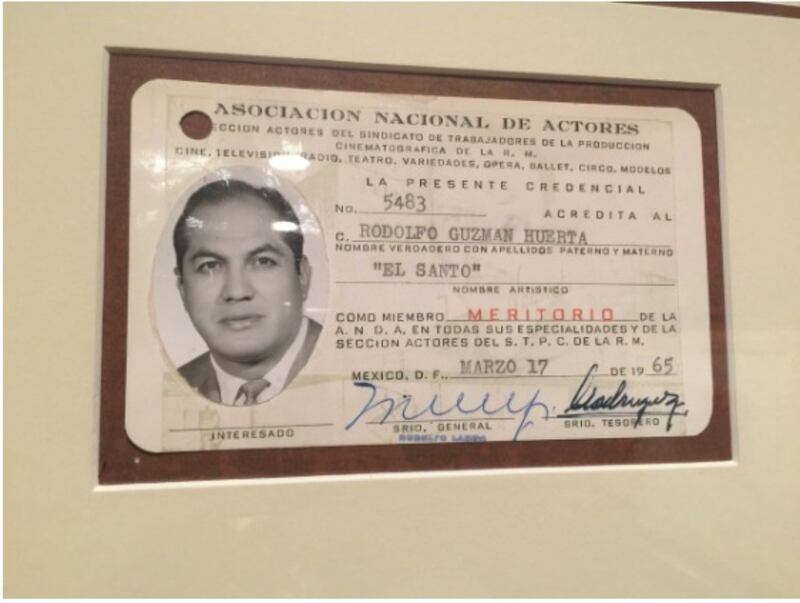 ASOCIACION NACIONAL DE ACTORES
ECCION ACTORES DEL SINDICATO DE TRABAJADORES DE LA PRODUCCION
CINEMATOGRAFICA DE LA R. M.
CINE, TELEVISION, RADIO, TEATRO, VARIEDADES, OPERA, BALLET, CIRCO, MODELOS
LA PRESENTE CREDENCIAL
No. 5483 ACREDITA AL
C. RODOLFO GUZMAN HUERTA
NOMBRE VERDADERO CON APELLIDOS PATERNO Y MATERNO
"EL SANTO"
NOMBRE ARTISTICO
COMO MIEMBRO MERITORIO DE LA
A. N. D. A. EN TODAS SUS ESPECIALIDADES Y DE LA
SECCION ACTORES DEL S. T. P. C. DE LA R. M.
MEXICO, D. F., MARZO 17 DE 1965
INTERESADO SRIO. GENERAL SRIO. TESORERO
RODOLFO LANDA